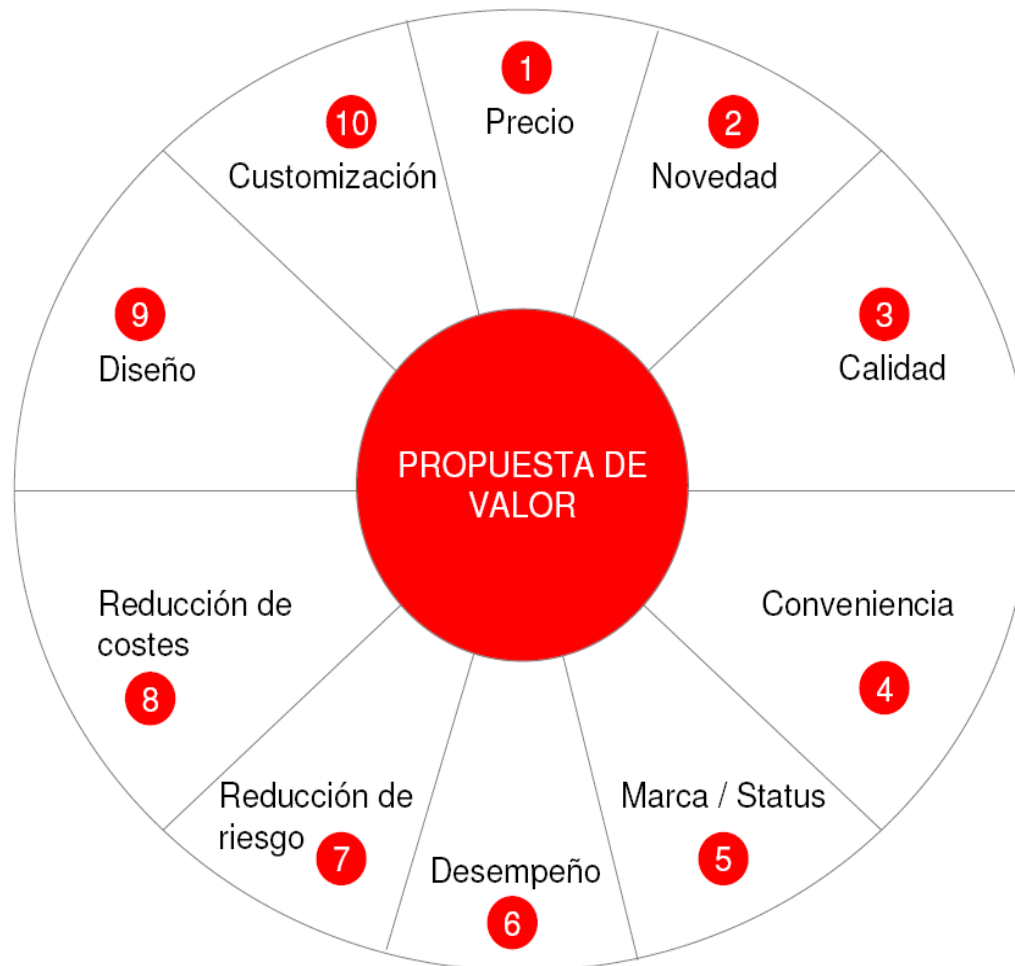 1
Precio
2
Novedad
3
Calidad
Conveniencia
4
Marca / Status
5
Desempeño
6
Reducción de
riesgo
7
Reducción de
costes
8
9
Diseño
10
Customización
PROPUESTA DE
VALOR